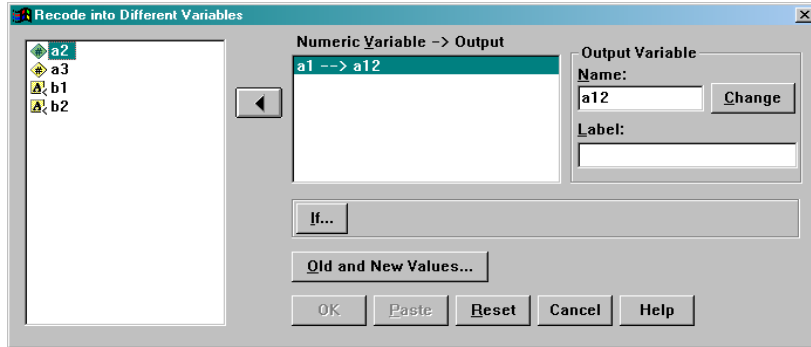 Recode into Different Variables
a2
a3
b1
b2
Numeric Variable -> Output
a1 --> a12
Output Variable
Name:
a12
Change
Label:
If...
Old and New Values...
OK
Paste
Reset
Cancel
Help